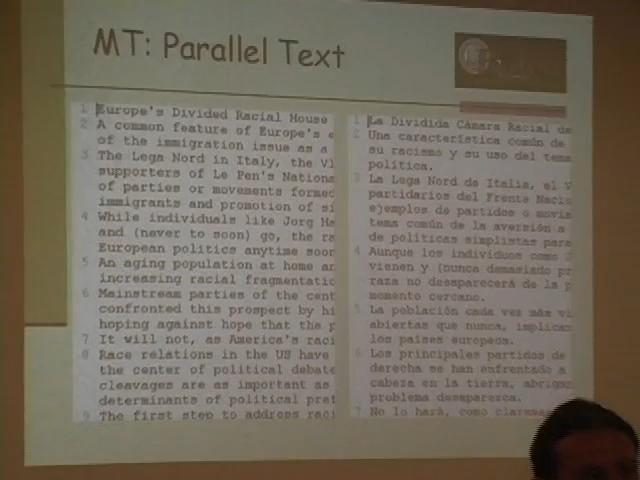 MT: Parallel Text
1 Europe's Divided Racial House
2 A common feature of Europe's e
of the immigration issue as a
3 The Lega Nord in Italy, the Vl
supporters of Le Pen's Nationa
of parties or movements formed
immigrants and promotion of si
4 While individuals like Jorg Ha
and (never to soon) go, the ra
European politics anytime soon
5 An aging population at home an
increasing racial fragmentatio
6 Mainstream parties of the cent
confronted this prospect by hi
hoping against hope that the p
7 It will not, as America's raci
8 Race relations in the US have
the center of political debate
cleavages are as important as
determinants of political pref
9 The first step to address raci
1 La Dividida Cámara Racial de
2 Una característica común de
su racismo y su uso del tema
política.
3 La Lega Nord de Italia, el V
partidarios del Frente Nacio
ejemplos de partidos o movim
tema común de la aversión a
de políticas simplistas para
4 Aunque los individuos como J
vienen y (nunca demasiado pr
raza no desaparecerá de la p
momento cercano.
5 La población cada vez más vi
abiertas que nunca, implican
los países europeos.
6 Los principales partidos de
derecha se han enfrentado a
cabeza en la tierra, abrigan
problema desaparezca.
7 No lo hará, como claramen